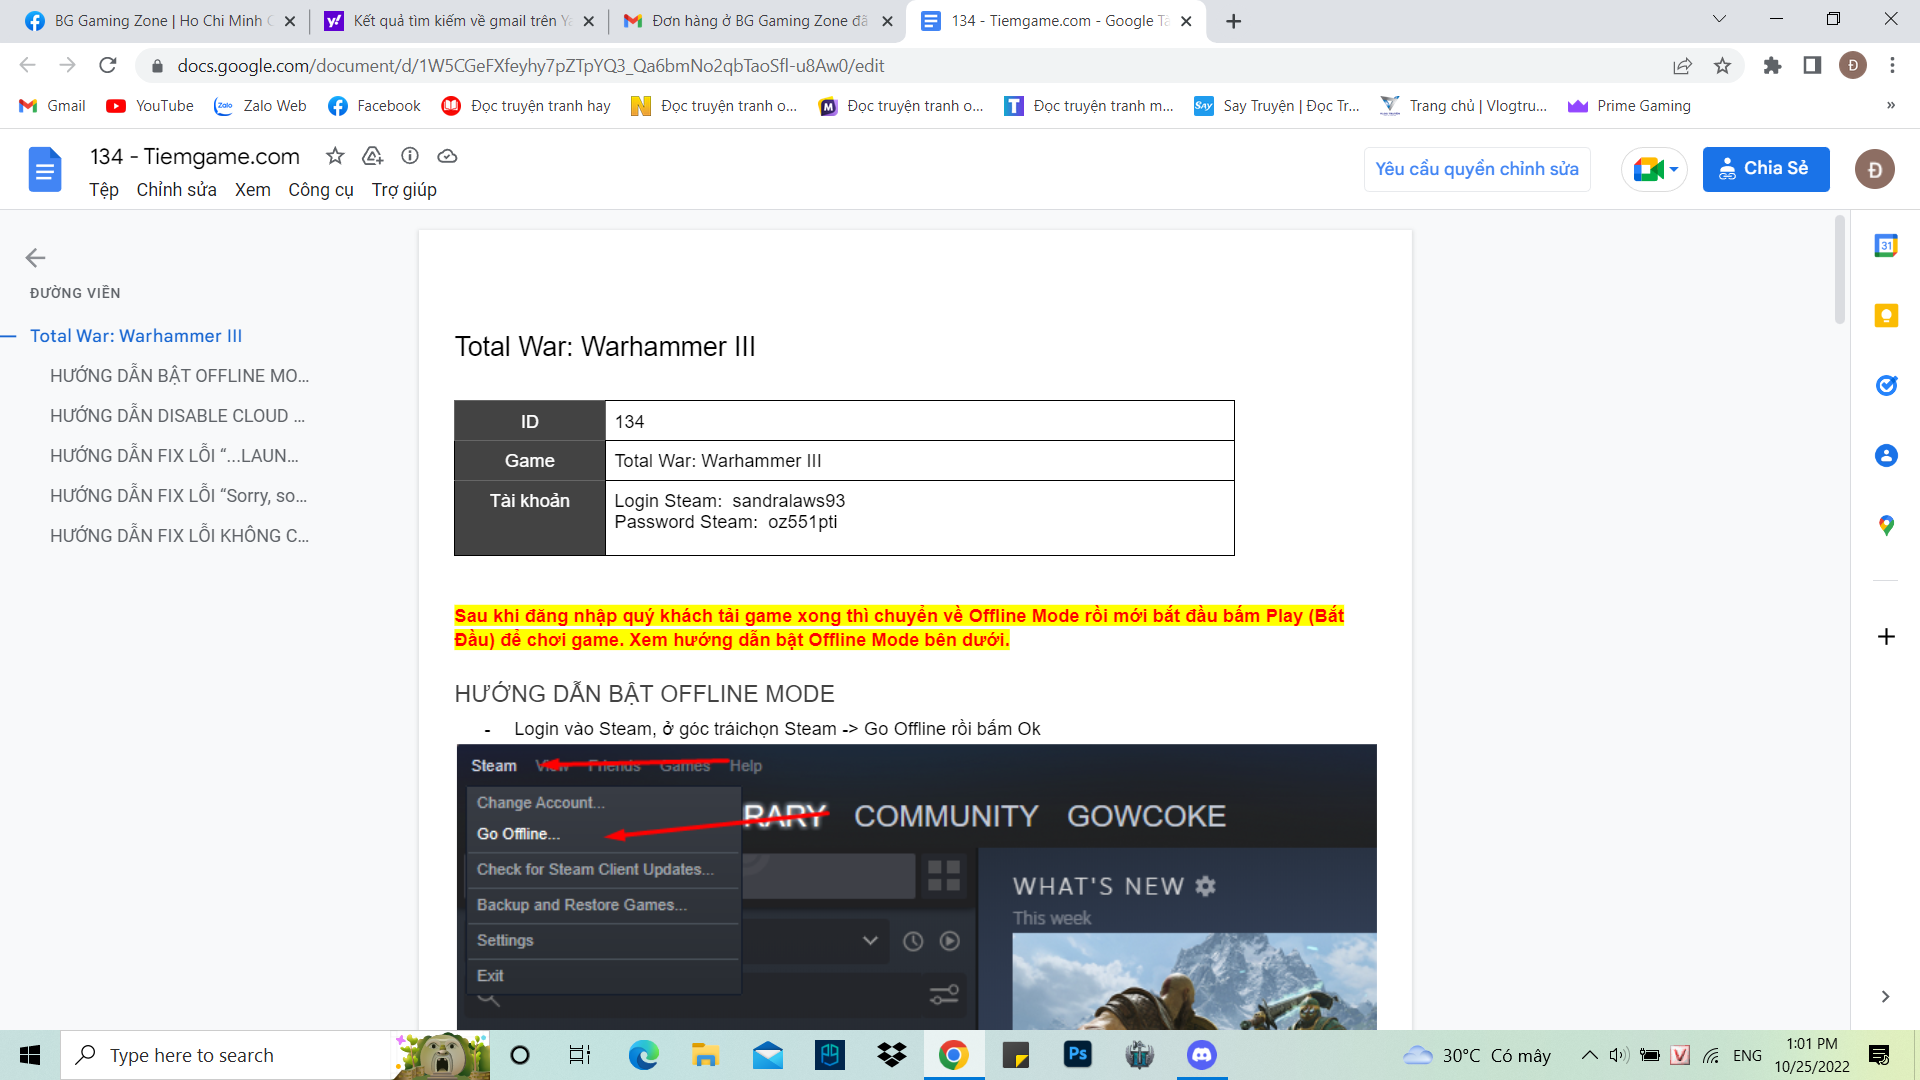 BG Gaming Zone | Ho Chi Minh
Kết quả tìm kiếm về gmail trên
Đơn hàng ở BG Gaming Zone đã
134 - Tiemgame.com - Google
docs.google.com/document/d/1W5CGeFXfeyhy7pZTpYQ3_Qa6bmNo2qbTaoSfl-u8Aw0/edit
Đ
Gmail YouTube Zalo Web Facebook Đọc truyện tranh hay Đọc truyện tranh o... Đọc truyện tranh o... Đọc truyện tranh m... Say Truyện | Đọc Tr... Trang chủ | Vlogtru... Prime Gaming »
134 - Tiemgame.com
Tệp Chỉnh sửa Xem Công cụ Trợ giúp
Yêu cầu quyền chỉnh sửa
Chia Sẻ
Đ
ĐƯỜNG VIỀN
Total War: Warhammer III
HƯỚNG DẪN BẬT OFFLINE MO...
HƯỚNG DẪN DISABLE CLOUD ...
HƯỚNG DẪN FIX LỖI “...LAUN...
HƯỚNG DẪN FIX LỖI “Sorry, so...
HƯỚNG DẪN FIX LỖI KHÔNG C...
Total War: Warhammer III
ID 134
Game Total War: Warhammer III
Tài khoản Login Steam: sandralaws93
Password Steam: oz551pti
Sau khi đăng nhập quý khách tải game xong thì chuyển về Offline Mode rồi mới bắt đầu bấm Play (Bắt
Đầu) để chơi game. Xem hướng dẫn bật Offline Mode bên dưới.
HƯỚNG DẪN BẬT OFFLINE MODE
- Login vào Steam, ở góc tráichọn Steam -> Go Offline rồi bấm Ok
Steam View Friends Games Help
Change Account...
Go Offline...
Check for Steam Client Updates...
Backup and Restore Games...
Settings
Exit
RARY COMMUNITY GOWCOKE
WHAT'S NEW
This week
31
Type here to search
Ps
30°C Có mây
ENG
1:01 PM
10/25/2022